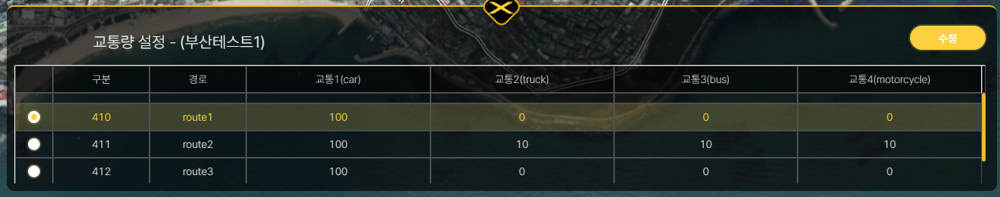 교통량 설정 - (부산테스트1)
수정
구분 경로 교통1(car) 교통2(truck) 교통3(bus) 교통4(motorcycle)
410 route1 100 0 0 0
411 route2 100 10 10 10
412 route3 100 0 0 0